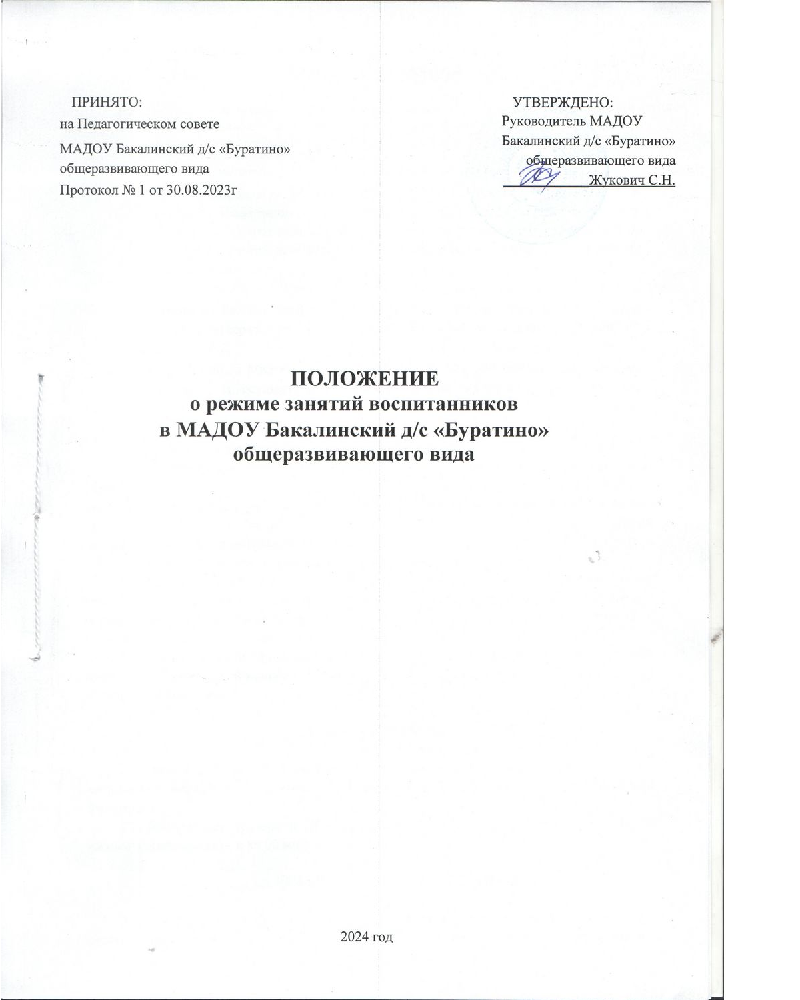 ПРИНЯТО:
на Педагогическом совете
МАДОУ Бакалинский д/с «Буратино»
общеразвивающего вида
Протокол № 1 от 30.08.2023г
УТВЕРЖДЕНО:
Руководитель МАДОУ
Бакалинский д/с «Буратино»
общеразвивающего вида
Жукович С.Н.
ПОЛОЖЕНИЕ
о режиме занятий воспитанников
в МАДОУ Бакалинский д/с «Буратино»
общеразвивающего вида
2024 год